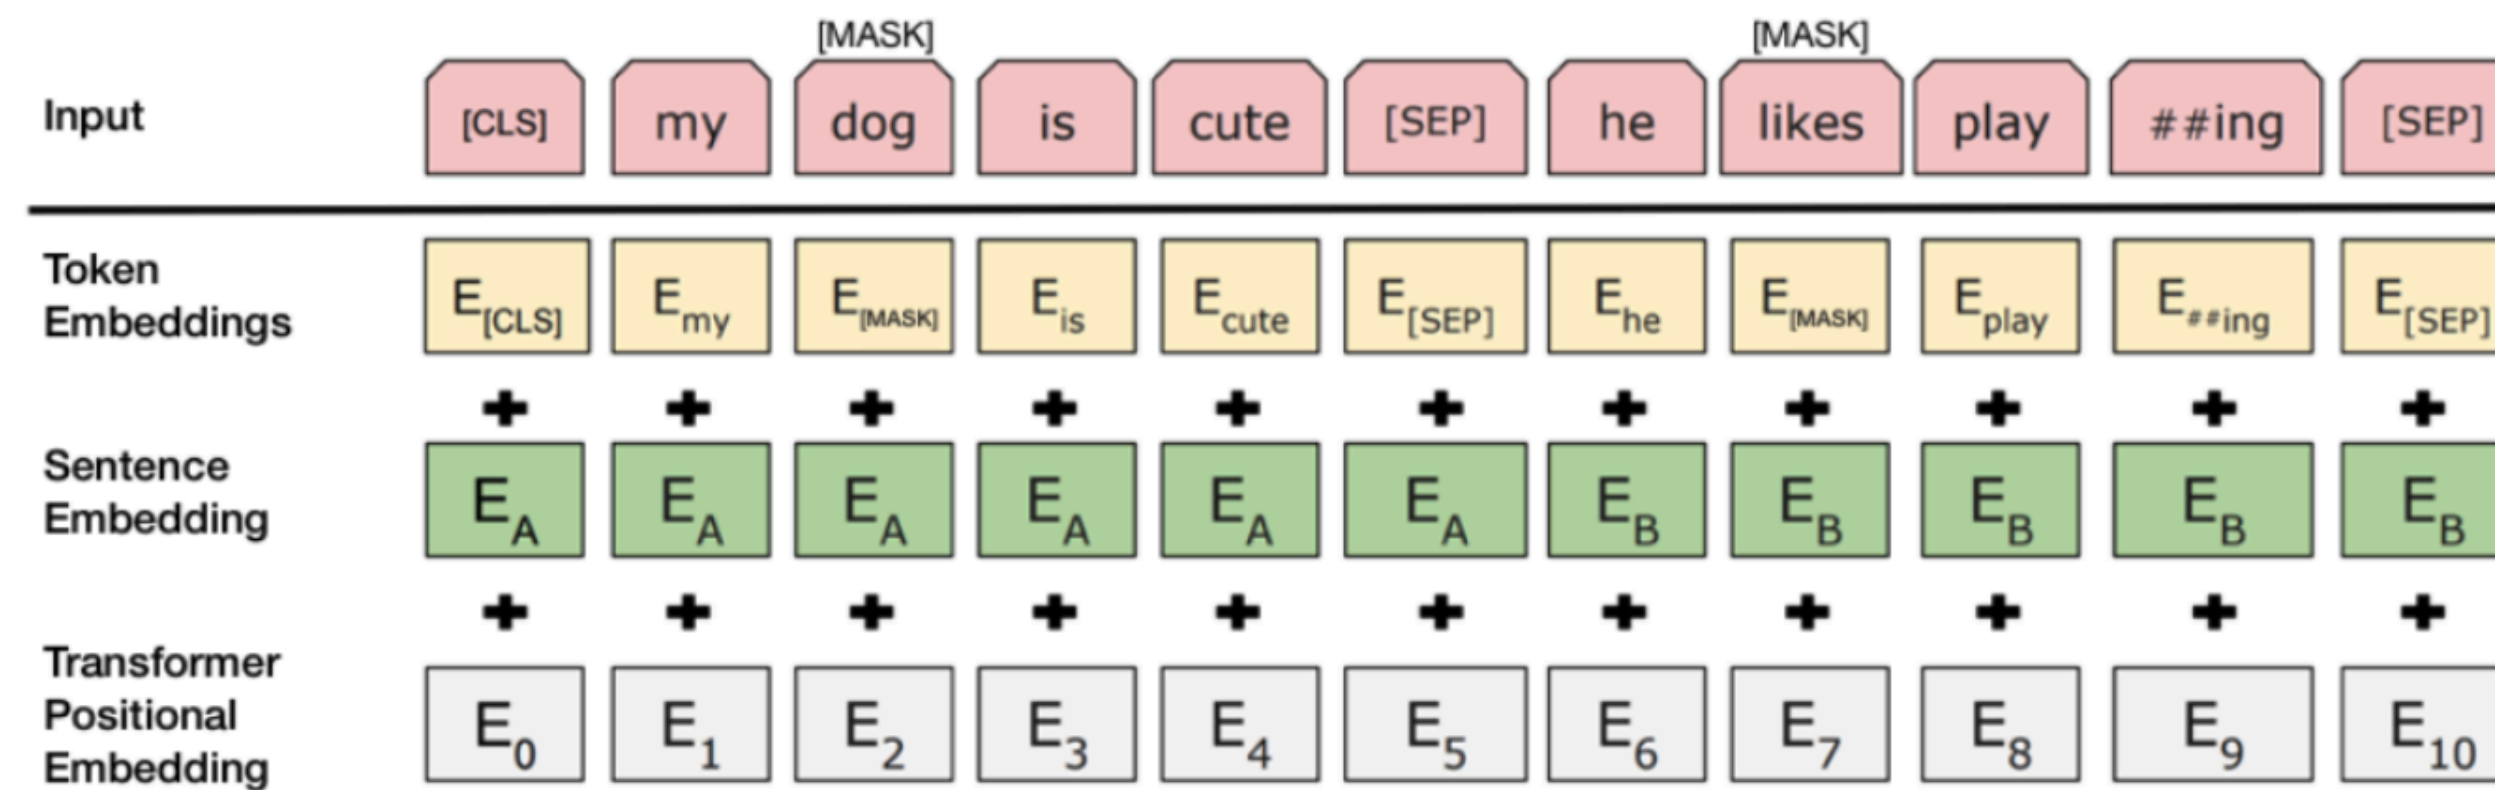 [MASK] [MASK]
Input [CLS] my dog is cute [SEP] he likes play ##ing [SEP]
Token Embeddings E[CLS] Emy E[MASK] Eis Ecute E[SEP] Ehe E[MASK] Eplay E##ing E[SEP]
+ + + + + + + + + + +
Sentence Embedding EA EA EA EA EA EA EB EB EB EB EB
+ + + + + + + + + + +
Transformer Positional Embedding E0 E1 E2 E3 E4 E5 E6 E7 E8 E9 E10